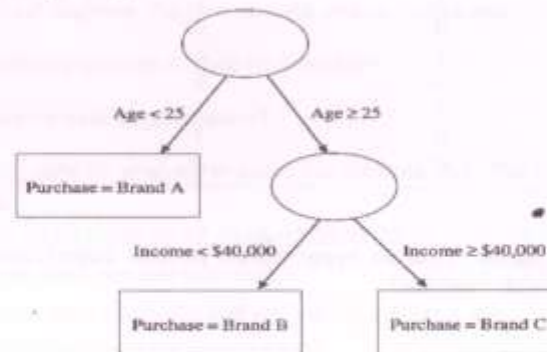 Age < 25
Age ≥ 25
Purchase = Brand A
Income < $40,000
Income ≥ $40,000
Purchase = Brand B
Purchase = Brand C